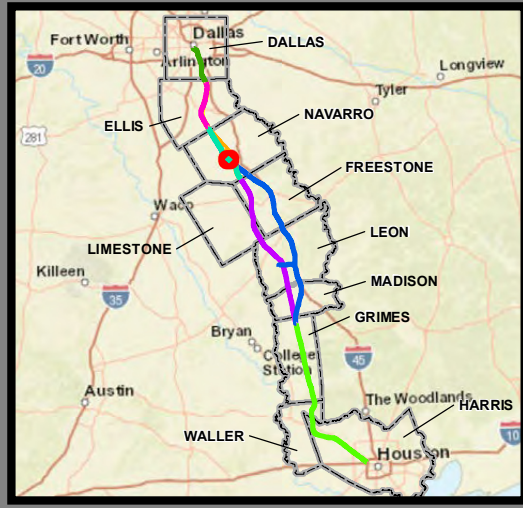 Dallas
Fort Worth
DALLAS
Arlington
Longview
20
Tyler
NAVARRO
ELLIS
281
FREESTONE
Waco
LEON
LIMESTONE
Killeen
MADISON
35
GRIMES
Bryan
College
Station
45
Austin
The Woodlands
HARRIS
WALLER
10
Houston